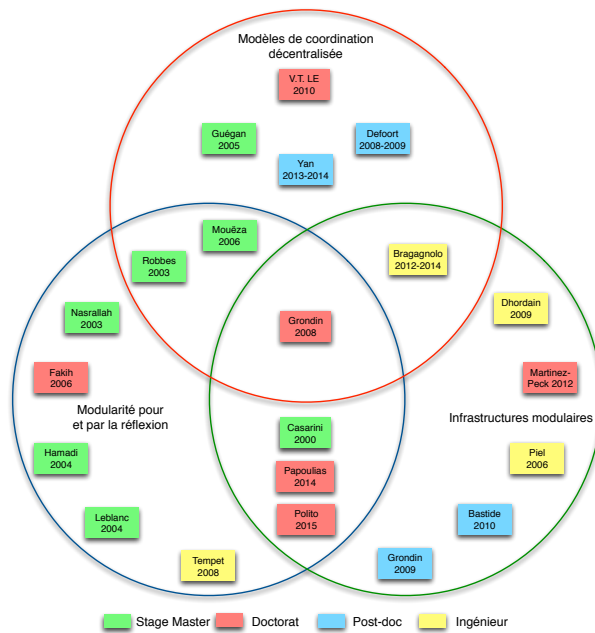 Modèles de coordination
décentralisée
V.T. LE
2010
Guégan
2005
Defoort
2008-2009
Yan
2013-2014
Mouêza
2006
Robbes
2003
Bragagnolo
2012-2014
Nasrallah
2003
Grondin
2008
Dhordain
2009
Fakih
2006
Martinez-
Peck 2012
Modularité pour
et par la réflexion
Infrastructures modulaires
Casarini
2000
Hamadi
2004
Piel
2006
Papoulias
2014
Leblanc
2004
Polito
2015
Bastide
2010
Tempet
2008
Grondin
2009
Stage Master
Doctorat
Post-doc
Ingénieur